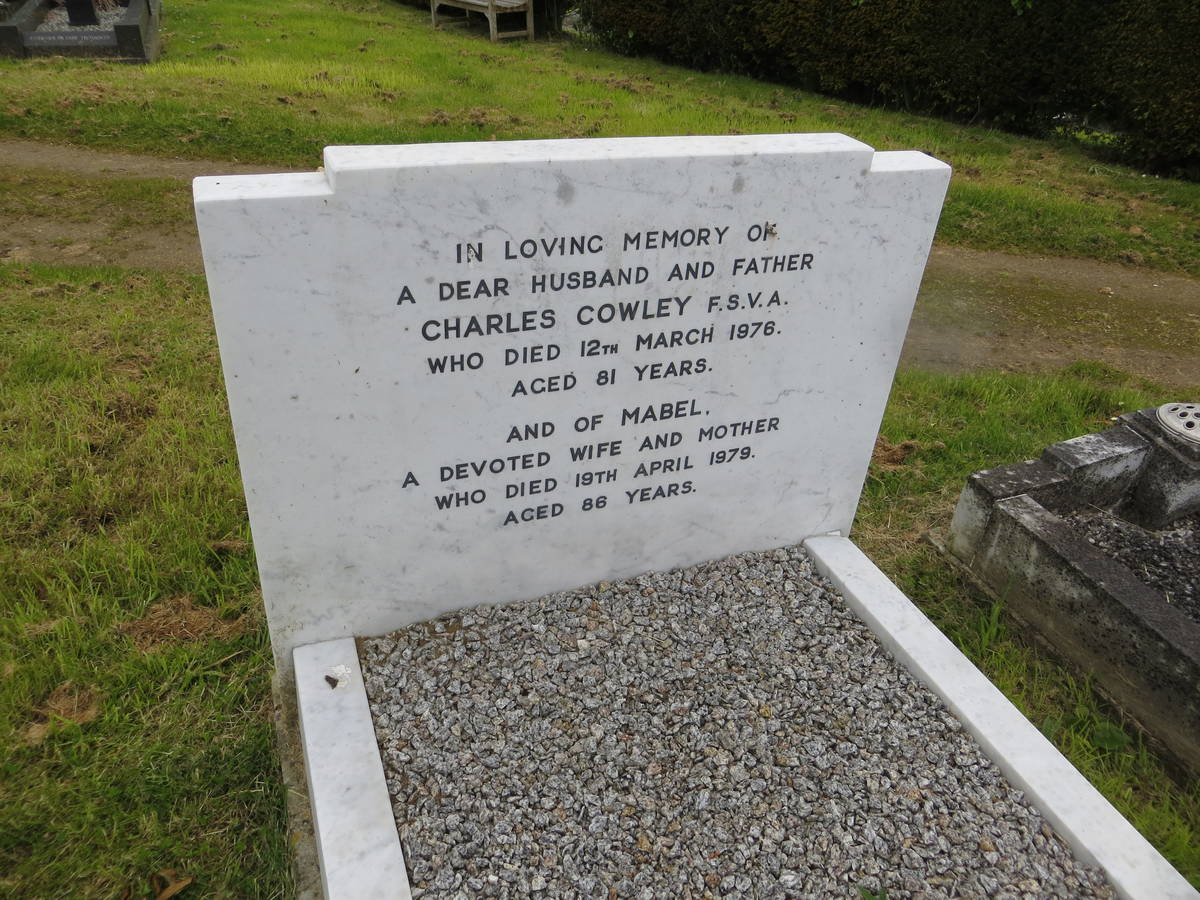 IN LOVING MEMORY OF
A DEAR HUSBAND AND FATHER
CHARLES COWLEY F.S.V.A.
WHO DIED 12TH MARCH 1976.
AGED 81 YEARS.
AND OF MABEL,
A DEVOTED WIFE AND MOTHER
WHO DIED 19TH APRIL 1979.
AGED 86 YEARS.